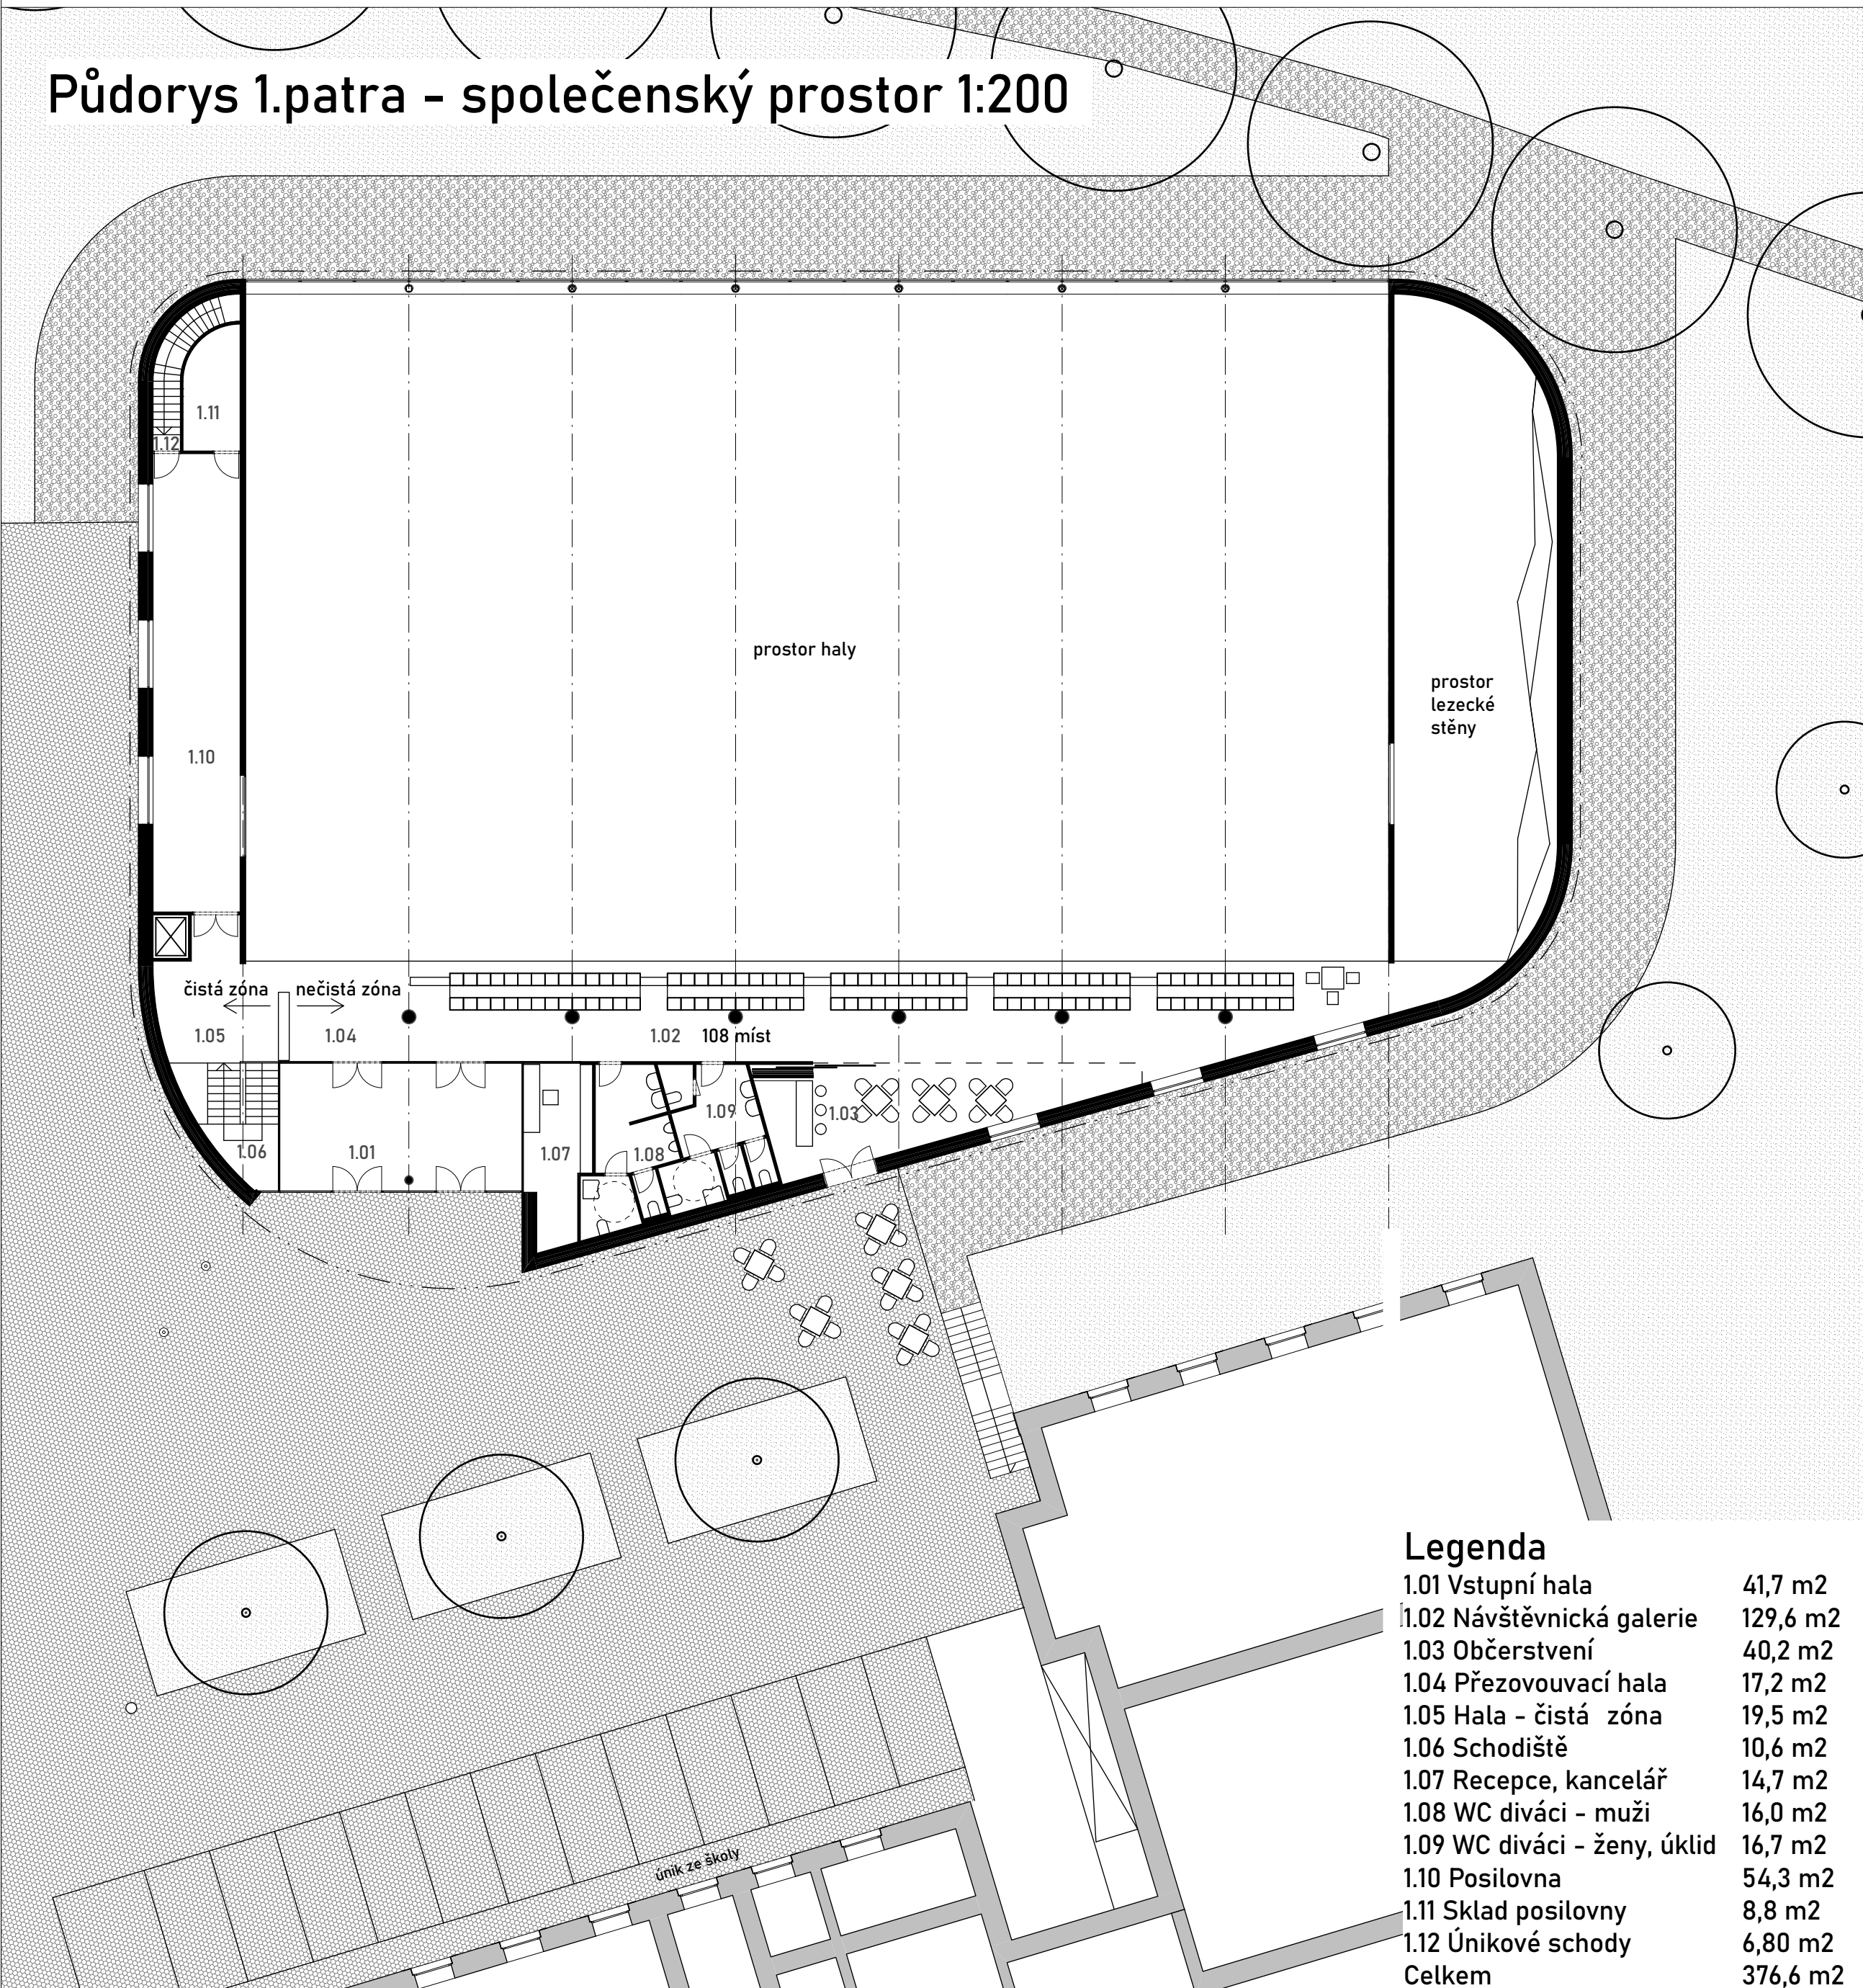 Půdorys 1.patra - společenský prostor 1:200
1.11
1.12
prostor haly
prostor
lezecké
stěny
1.10
čistá zóna
nečistá zóna
1.05
1.04
1.02
108 míst
1.09
1.03
1.06
1.01
1.07
1.08
únik ze školy
Legenda
1.01 Vstupní hala 41,7 m2
1.02 Návštěvnická galerie 129,6 m2
1.03 Občerstvení 40,2 m2
1.04 Přezovouvací hala 17,2 m2
1.05 Hala - čistá zóna 19,5 m2
1.06 Schodiště 10,6 m2
1.07 Recepce, kancelář 14,7 m2
1.08 WC diváci - muži 16,0 m2
1.09 WC diváci - ženy, úklid 16,7 m2
1.10 Posilovna 54,3 m2
1.11 Sklad posilovny 8,8 m2
1.12 Únikové schody 6,80 m2
Celkem 376,6 m2